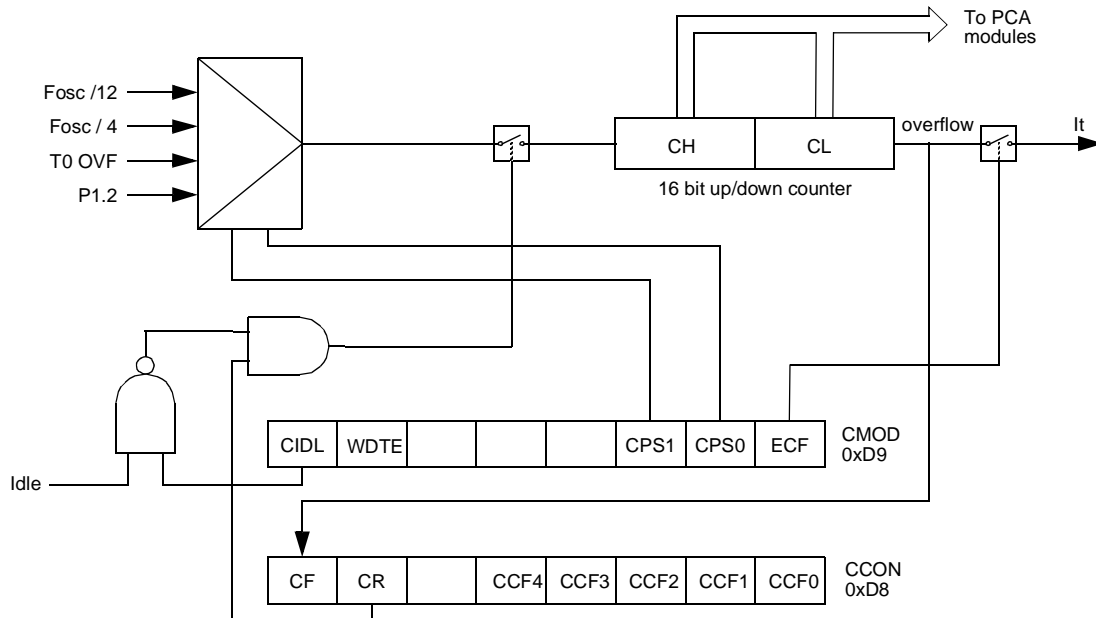 To PCA
modules
Fosc /12
Fosc / 4
T0 OVF
P1.2
CH
CL
overflow
It
16 bit up/down counter
CIDL WDTE CPS1 CPS0 ECF
CMOD
0xD9
Idle
CF CR CCF4 CCF3 CCF2 CCF1 CCF0
CCON
0xD8